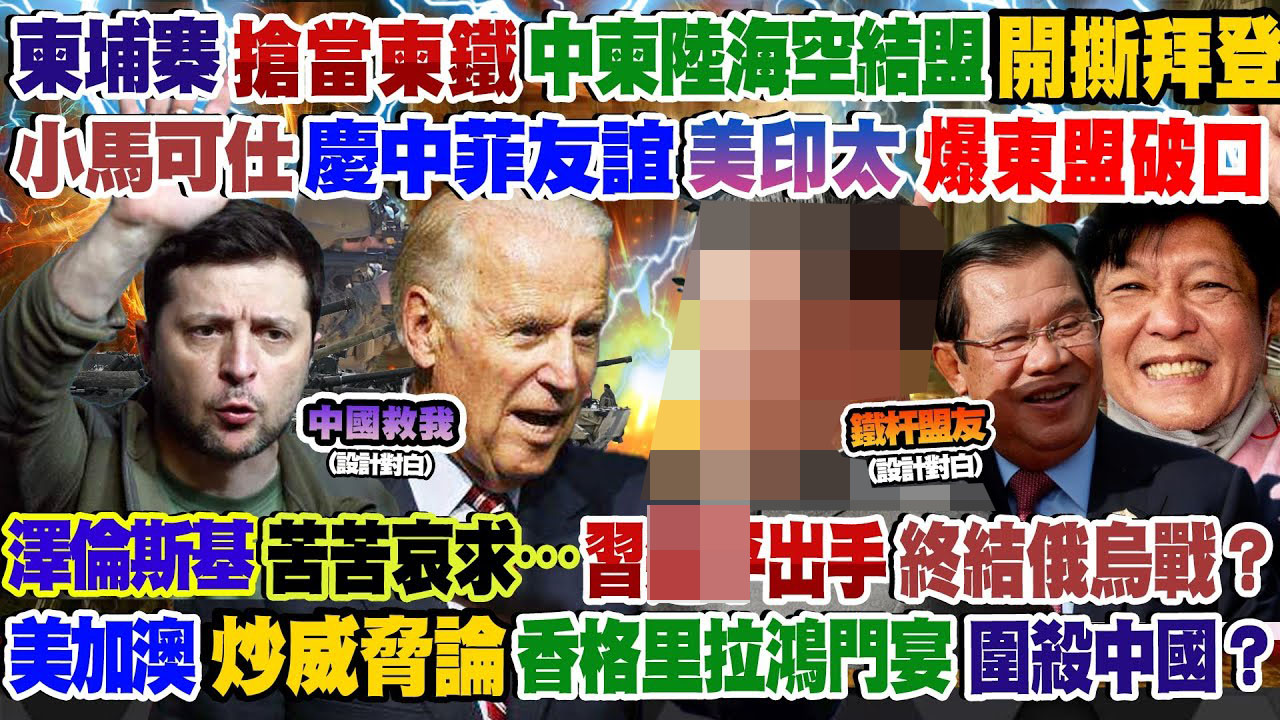 柬埔寨 搶當柬鐵 中柬陸海空結盟 開撕拜登
小馬可仕 慶中菲友誼 美印太 爆東盟破口
中國救我
(設計對白)
鐵杆盟友
(設計對白)
澤倫斯基 苦苦哀求… 習 出手 終結俄烏戰？
美加澳 炒威脅論 香格里拉鴻門宴 圍殺中國？